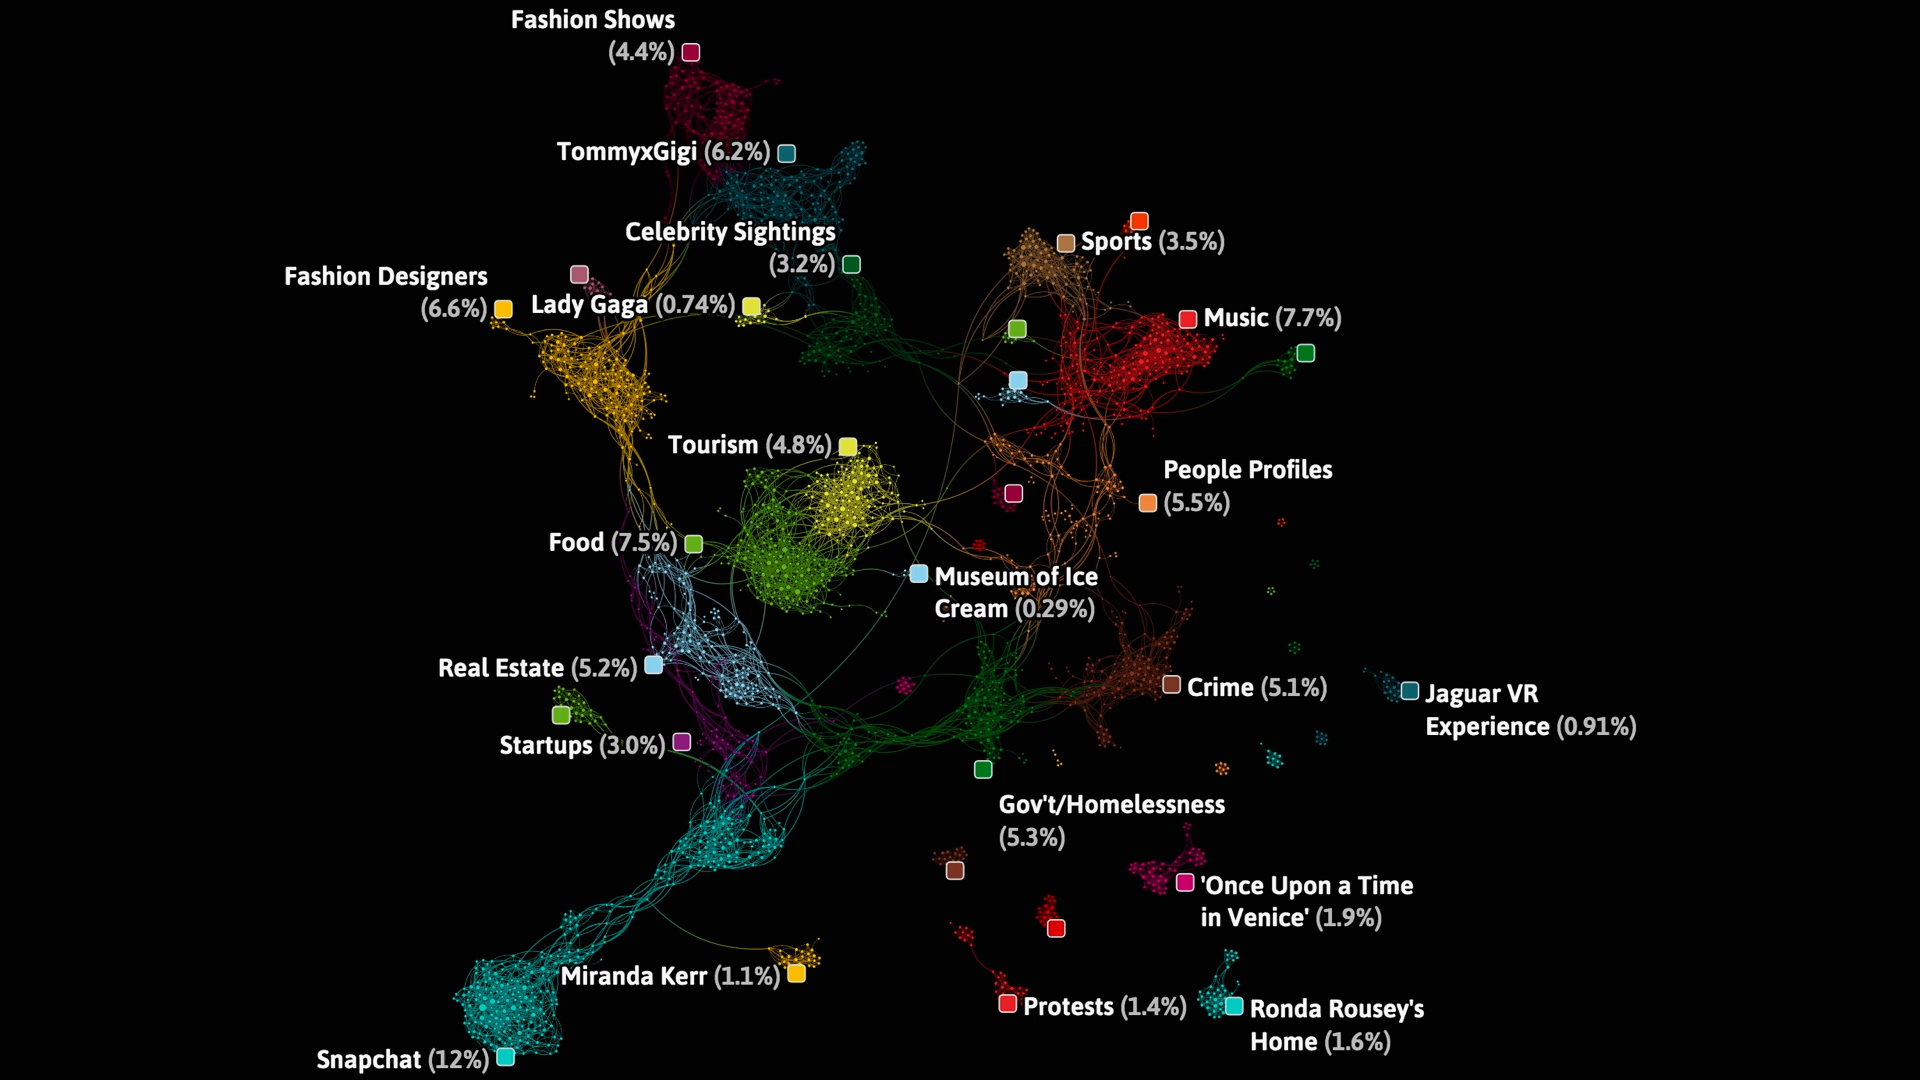 Fashion Shows
(4.4%)
TommyxGigi (6.2%)
Celebrity Sightings
(3.2%)
Sports (3.5%)
Fashion Designers
(6.6%)
Lady Gaga (0.74%)
Music (7.7%)
Tourism (4.8%)
People Profiles
(5.5%)
Food (7.5%)
Museum of Ice
Cream (0.29%)
Real Estate (5.2%)
Crime (5.1%)
Jaguar VR
Experience (0.91%)
Startups (3.0%)
Gov't/Homelessness
(5.3%)
'Once Upon a Time
in Venice' (1.9%)
Miranda Kerr (1.1%)
Protests (1.4%)
Ronda Rousey's
Home (1.6%)
Snapchat (12%)